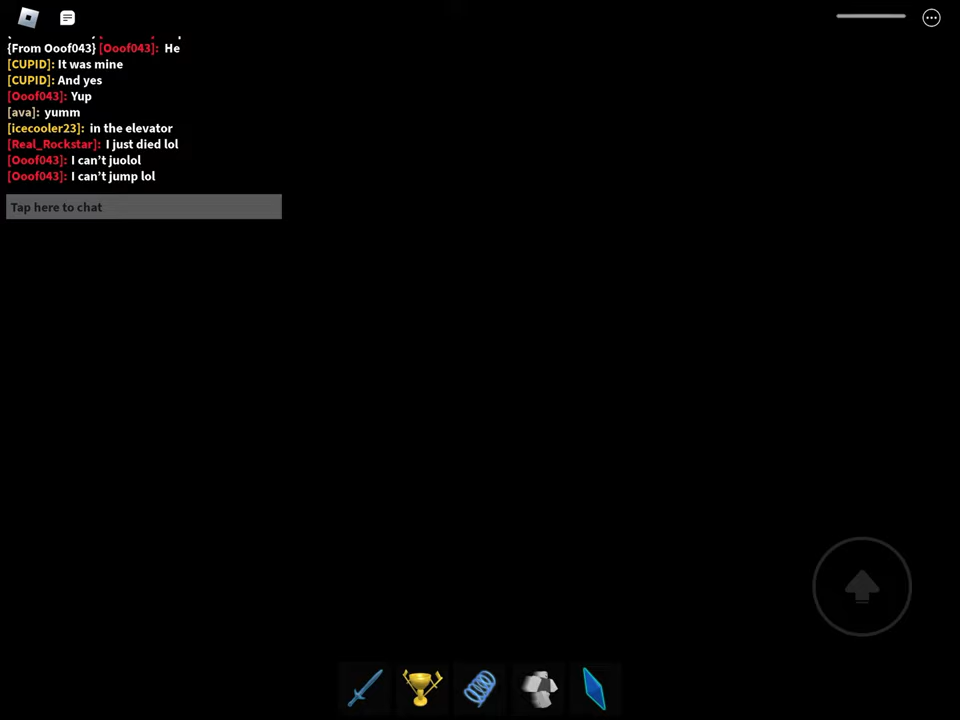 {From Ooof043} [Ooof043]: He
[CUPID]: It was mine
[CUPID]: And yes
[Ooof043]: Yup
[ava]: yumm
[icecooler23]: in the elevator
[Real_Rockstar]: I just died lol
[Ooof043]: I can't juolol
[Ooof043]: I can't jump lol
Tap here to chat